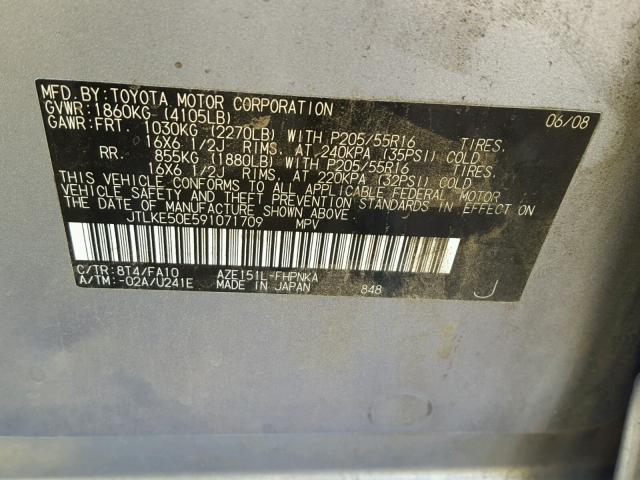 MFD. BY: TOYOTA MOTOR CORPORATION 06/08
GVWR: 1860KG (4105LB)
GAWR: FRT. 1030KG (2270LB) WITH P205/55R16 TIRES.
16X6 1/2J RIMS. AT 240KPA (35PSI) COLD
RR. 855KG (1880LB) WITH P205/55R16 TIRES.
16X6 1/2J RIMS. AT 220KPA (32PSI) COLD
THIS VEHICLE CONFORMS TO ALL APPLICABLE FEDERAL MOTOR
VEHICLE SAFETY AND THEFT PREVENTION STANDARDS IN EFFECT ON
THE DATE OF MANUFACTURE SHOWN ABOVE.
JTLKE50E591071709 MPV
C/TR: 8T4/FA10 AZE151L-FHPNKA
A/TM: -02A/U241E MADE IN JAPAN 848 J